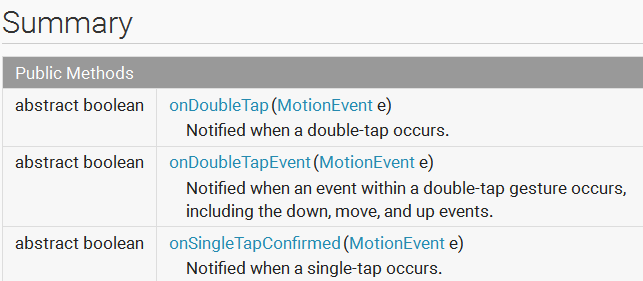 Summary
Public Methods
abstract boolean onDoubleTap(MotionEvent e)
Notified when a double-tap occurs.
abstract boolean onDoubleTapEvent(MotionEvent e)
Notified when an event within a double-tap gesture occurs,
including the down, move, and up events.
abstract boolean onSingleTapConfirmed(MotionEvent e)
Notified when a single-tap occurs.